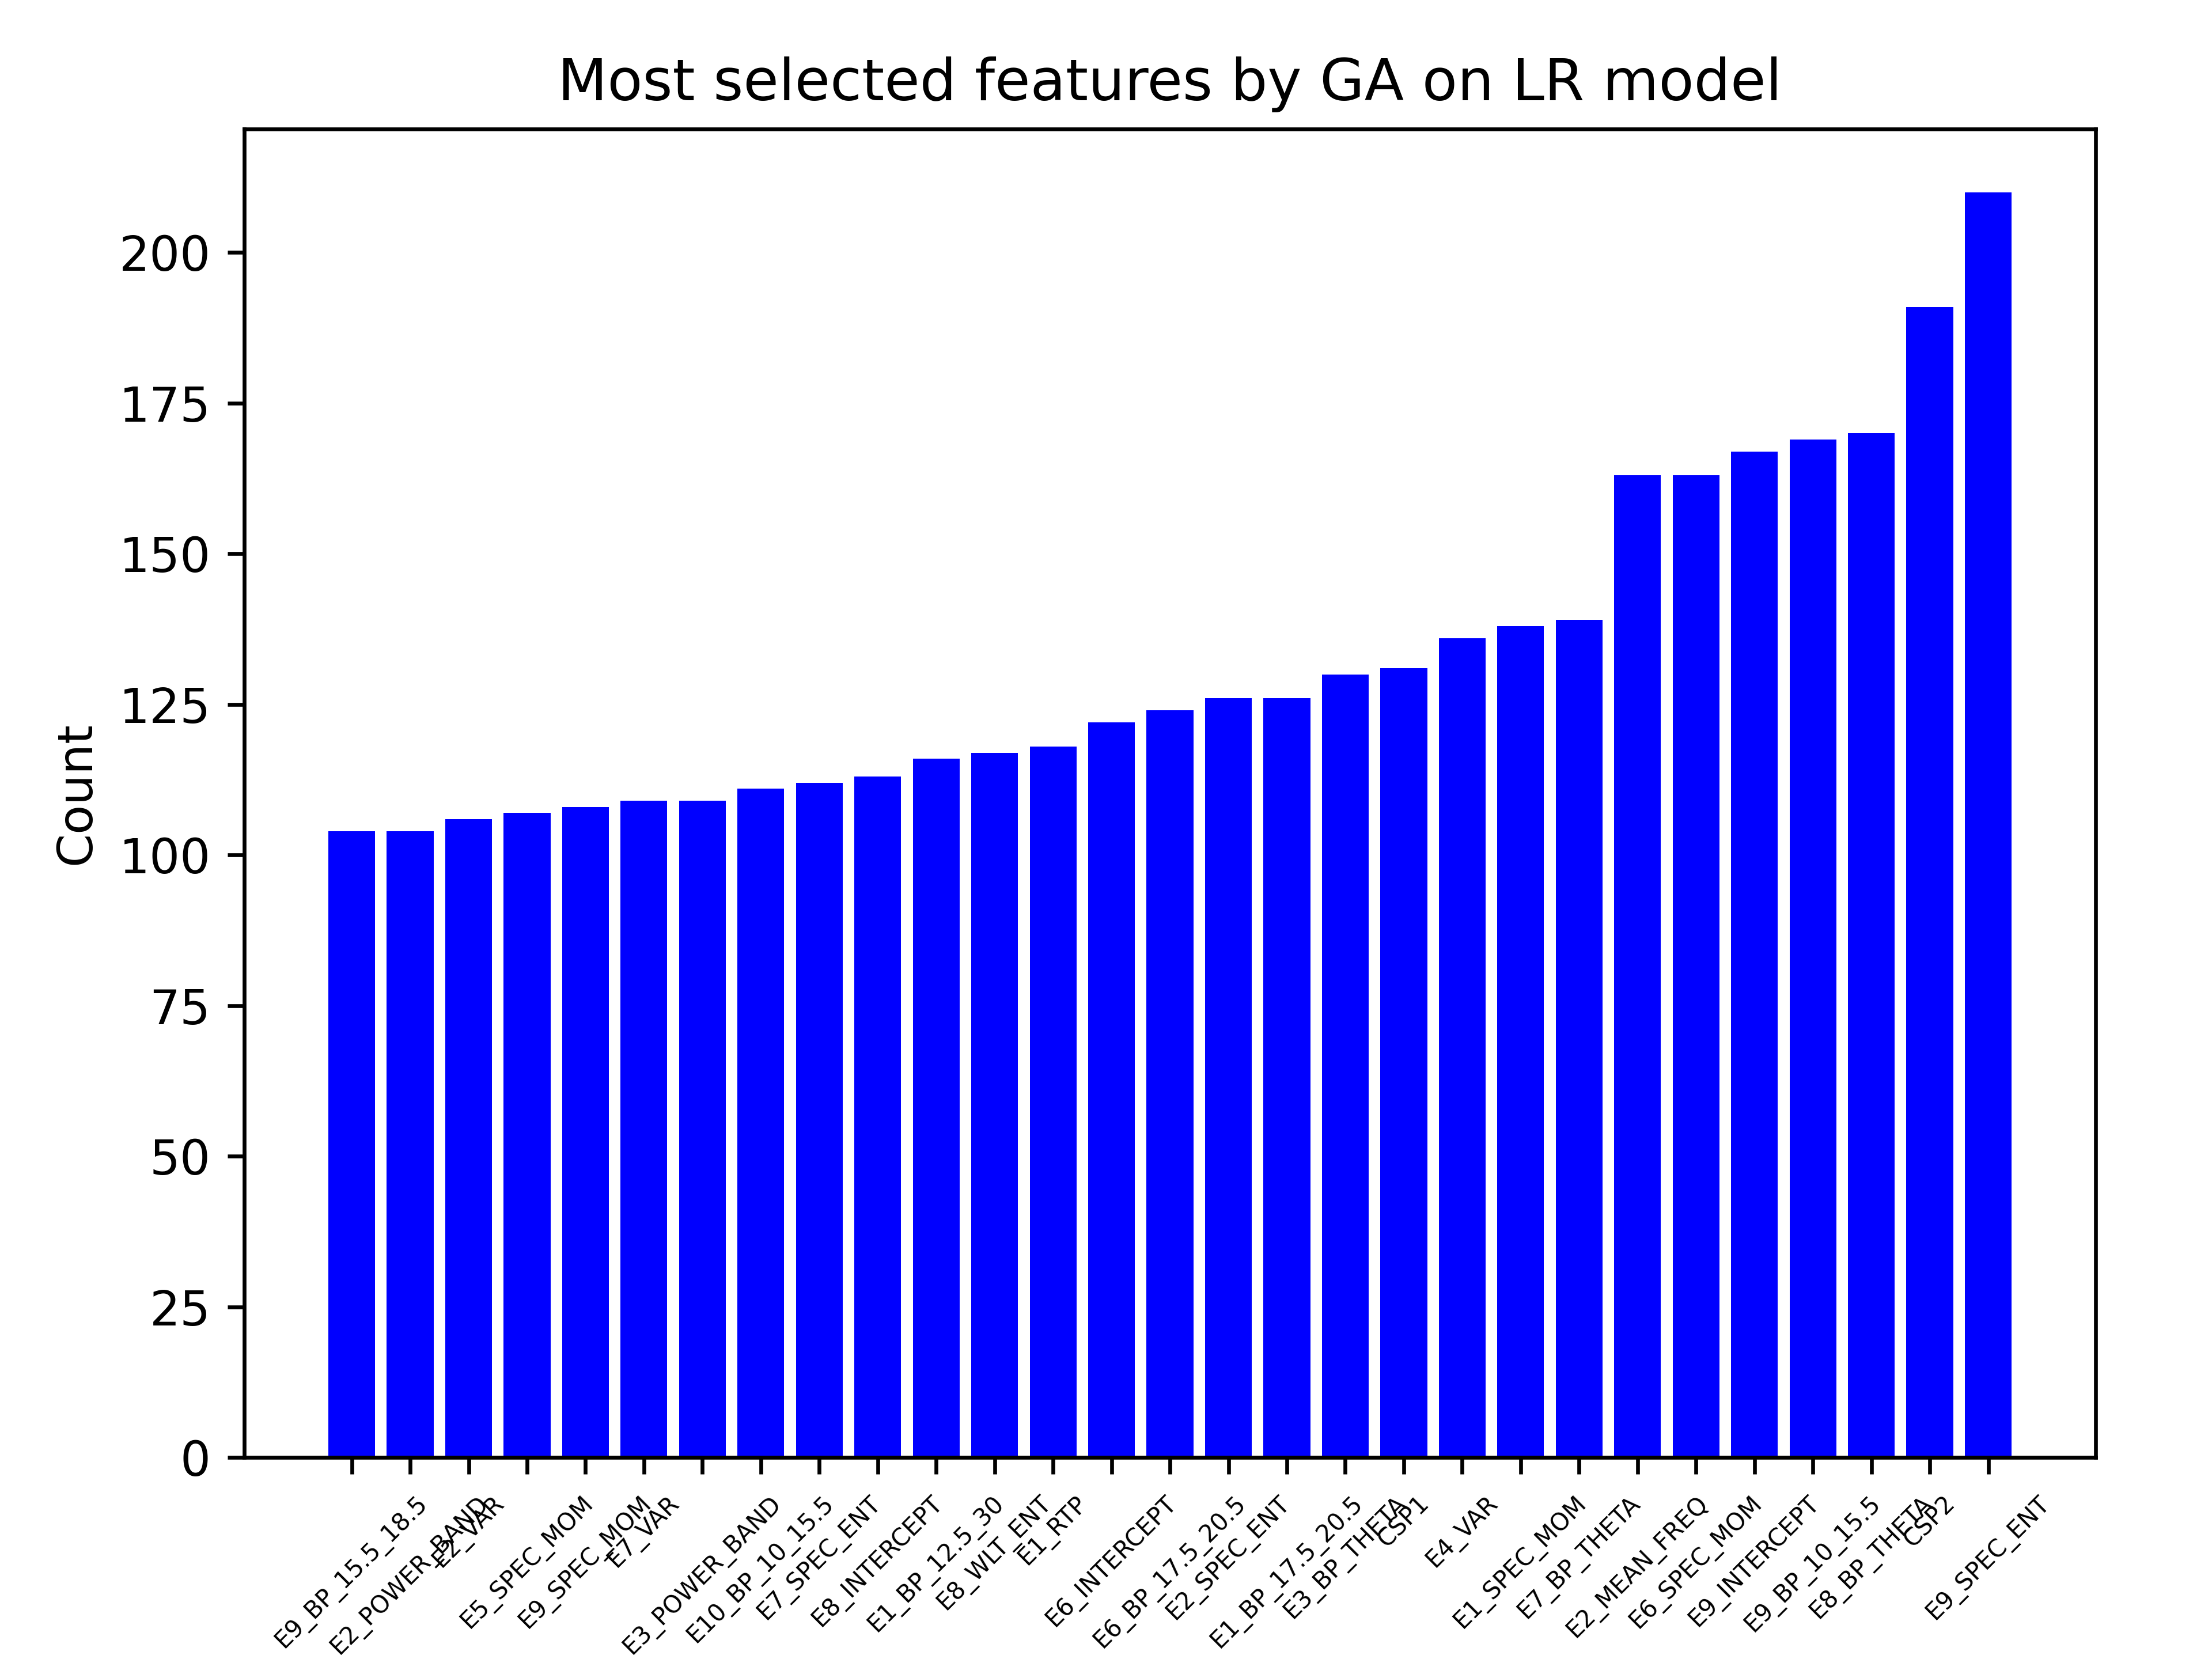 Most selected features by GA on LR model
Count
200
175
150
125
100
75
50
25
0
E9_BP_15.5_18.5
E2_POWER_BAND
E2_VAR
E5_SPEC_MOM
E9_SPEC_MOM
E7_VAR
E3_POWER_BAND
E10_BP_10_15.5
E7_SPEC_ENT
E8_INTERCEPT
E1_BP_12.5_30
E8_WLT_ENT
E1_RTP
E6_INTERCEPT
E6_BP_17.5_20.5
E2_SPEC_ENT
E1_BP_17.5_20.5
E3_BP_THETA
CSP1
E4_VAR
E1_SPEC_MOM
E7_BP_THETA
E2_MEAN_FREQ
E6_SPEC_MOM
E9_INTERCEPT
E9_BP_10_15.5
E8_BP_THETA
CSP2
E9_SPEC_ENT